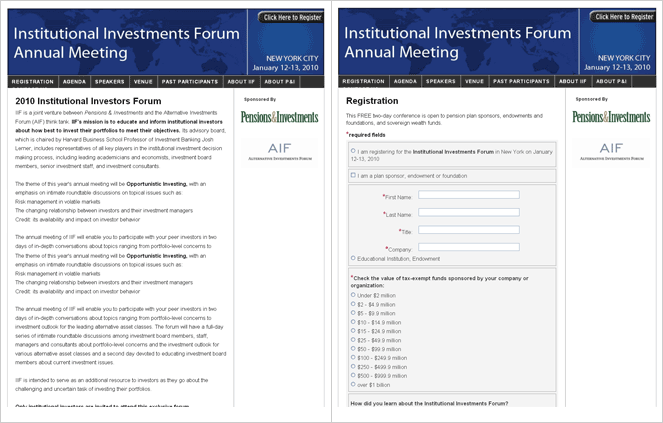 Click Here to Register
Institutional Investments Forum
Annual Meeting
NEW YORK CITY
January 12-13, 2010
REGISTRATION AGENDA SPEAKERS VENUE PAST PARTICIPANTS ABOUT IIF ABOUT P&I
2010 Institutional Investors Forum
IIF is a joint venture between Pensions & Investments and the Alternative Investments
Forum (AIF) think tank. IIF's mission is to educate and inform institutional investors
about how best to invest their portfolios to meet their objectives. Its advisory board,
which is chaired by Harvard Business School Professor of Investment Banking Josh
Lerner, includes representatives of all key players in the institutional investment decision
making process, including leading academicians and economists, investment board
members, senior investment staff, and investment consultants.
The theme of this year's annual meeting will be Opportunistic Investing, with an
emphasis on intimate roundtable discussions on topical issues such as:
Risk management in volatile markets
The changing relationship between investors and their investment managers
Credit: its availability and impact on investor behavior
The annual meeting of IIF will enable you to participate with your peer investors in two
days of in-depth conversations about topics ranging from portfolio-level concerns to
The theme of this year's annual meeting will be Opportunistic Investing, with an
emphasis on intimate roundtable discussions on topical issues such as:
Risk management in volatile markets
The changing relationship between investors and their investment managers
Credit: its availability and impact on investor behavior
The annual meeting of IIF will enable you to participate with your peer investors in two
days of in-depth conversations about topics ranging from portfolio-level concerns to
investment outlook for the leading alternative asset classes. The forum will have a full-day
series of intimate roundtable discussions among investment board members, staff,
managers and consultants about portfolio concerns and the investment outlook for
various alternative asset classes and a second day devoted to educating investment board
members about current investment issues.
IIF is intended to serve as an additional resource to investors as they go about the
challenging and uncertain task of investing their portfolios.
Only Institutional Investors are invited to attend this exclusive forum
Sponsored By
Pensions&Investments
AIF
ALTERNATIVE INVESTMENTS FORUM
Click Here to Register
Institutional Investments Forum
Annual Meeting
NEW YORK CITY
January 12-13, 2010
REGISTRATION AGENDA SPEAKERS VENUE PAST PARTICIPANTS ABOUT IIF ABOUT
Registration
This FREE two-day conference is open to pension plan sponsors, endowments and
foundations, and sovereign wealth funds.
*required fields
I am registering for the Institutional Investments Forum in New York on January
12-13, 2010
I am a plan sponsor, endowment or foundation
*First Name:
*Last Name:
*Title:
*Company:
Educational Institution, Endowment
*Check the value of tax-exempt funds sponsored by your company or
organization:
Under $2 million
$2 - $4.9 million
$5 - $9.9 million
$10 - $14.9 million
$15 - $24.9 million
$25 - $49.9 million
$50 - $99.9 million
$100 - $249.9 million
$250 - $499.9 million
$500 - $999.9 million
over $1 billion
How did you learn about the Institutional Investments Forum?
Sponsored By
Pensions&Investments
AIF
ALTERNATIVE INVESTMENTS FORUM